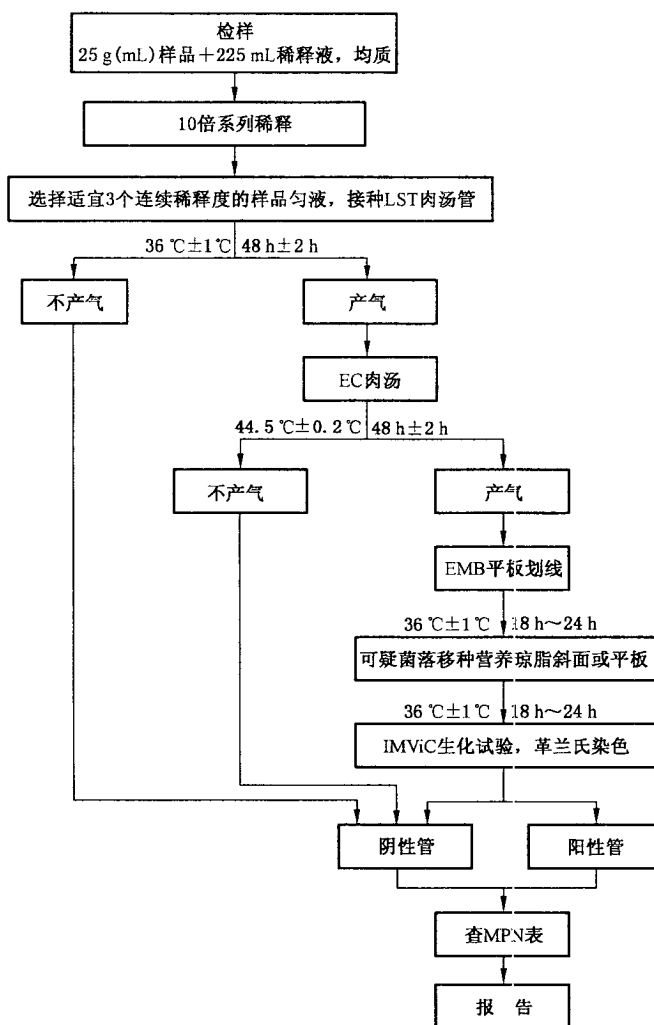 检样
25 g(mL)样品＋225 mL稀释液，均质
10倍系列稀释
选择适宜3个连续稀释度的样品匀液，接种LST肉汤管
36 ℃±1℃ 48 h±2 h
不产气
产气
EC肉汤
44.5 ℃±0.2℃ 48 h±2 h
不产气
产气
EMB平板划线
36 ℃±1℃ 18 h～24 h
可疑菌落移种营养琼脂斜面或平板
36 ℃±1℃ 18 h～24 h
IMViC生化试验，革兰氏染色
阴性管
阳性管
查MPN表
报 告